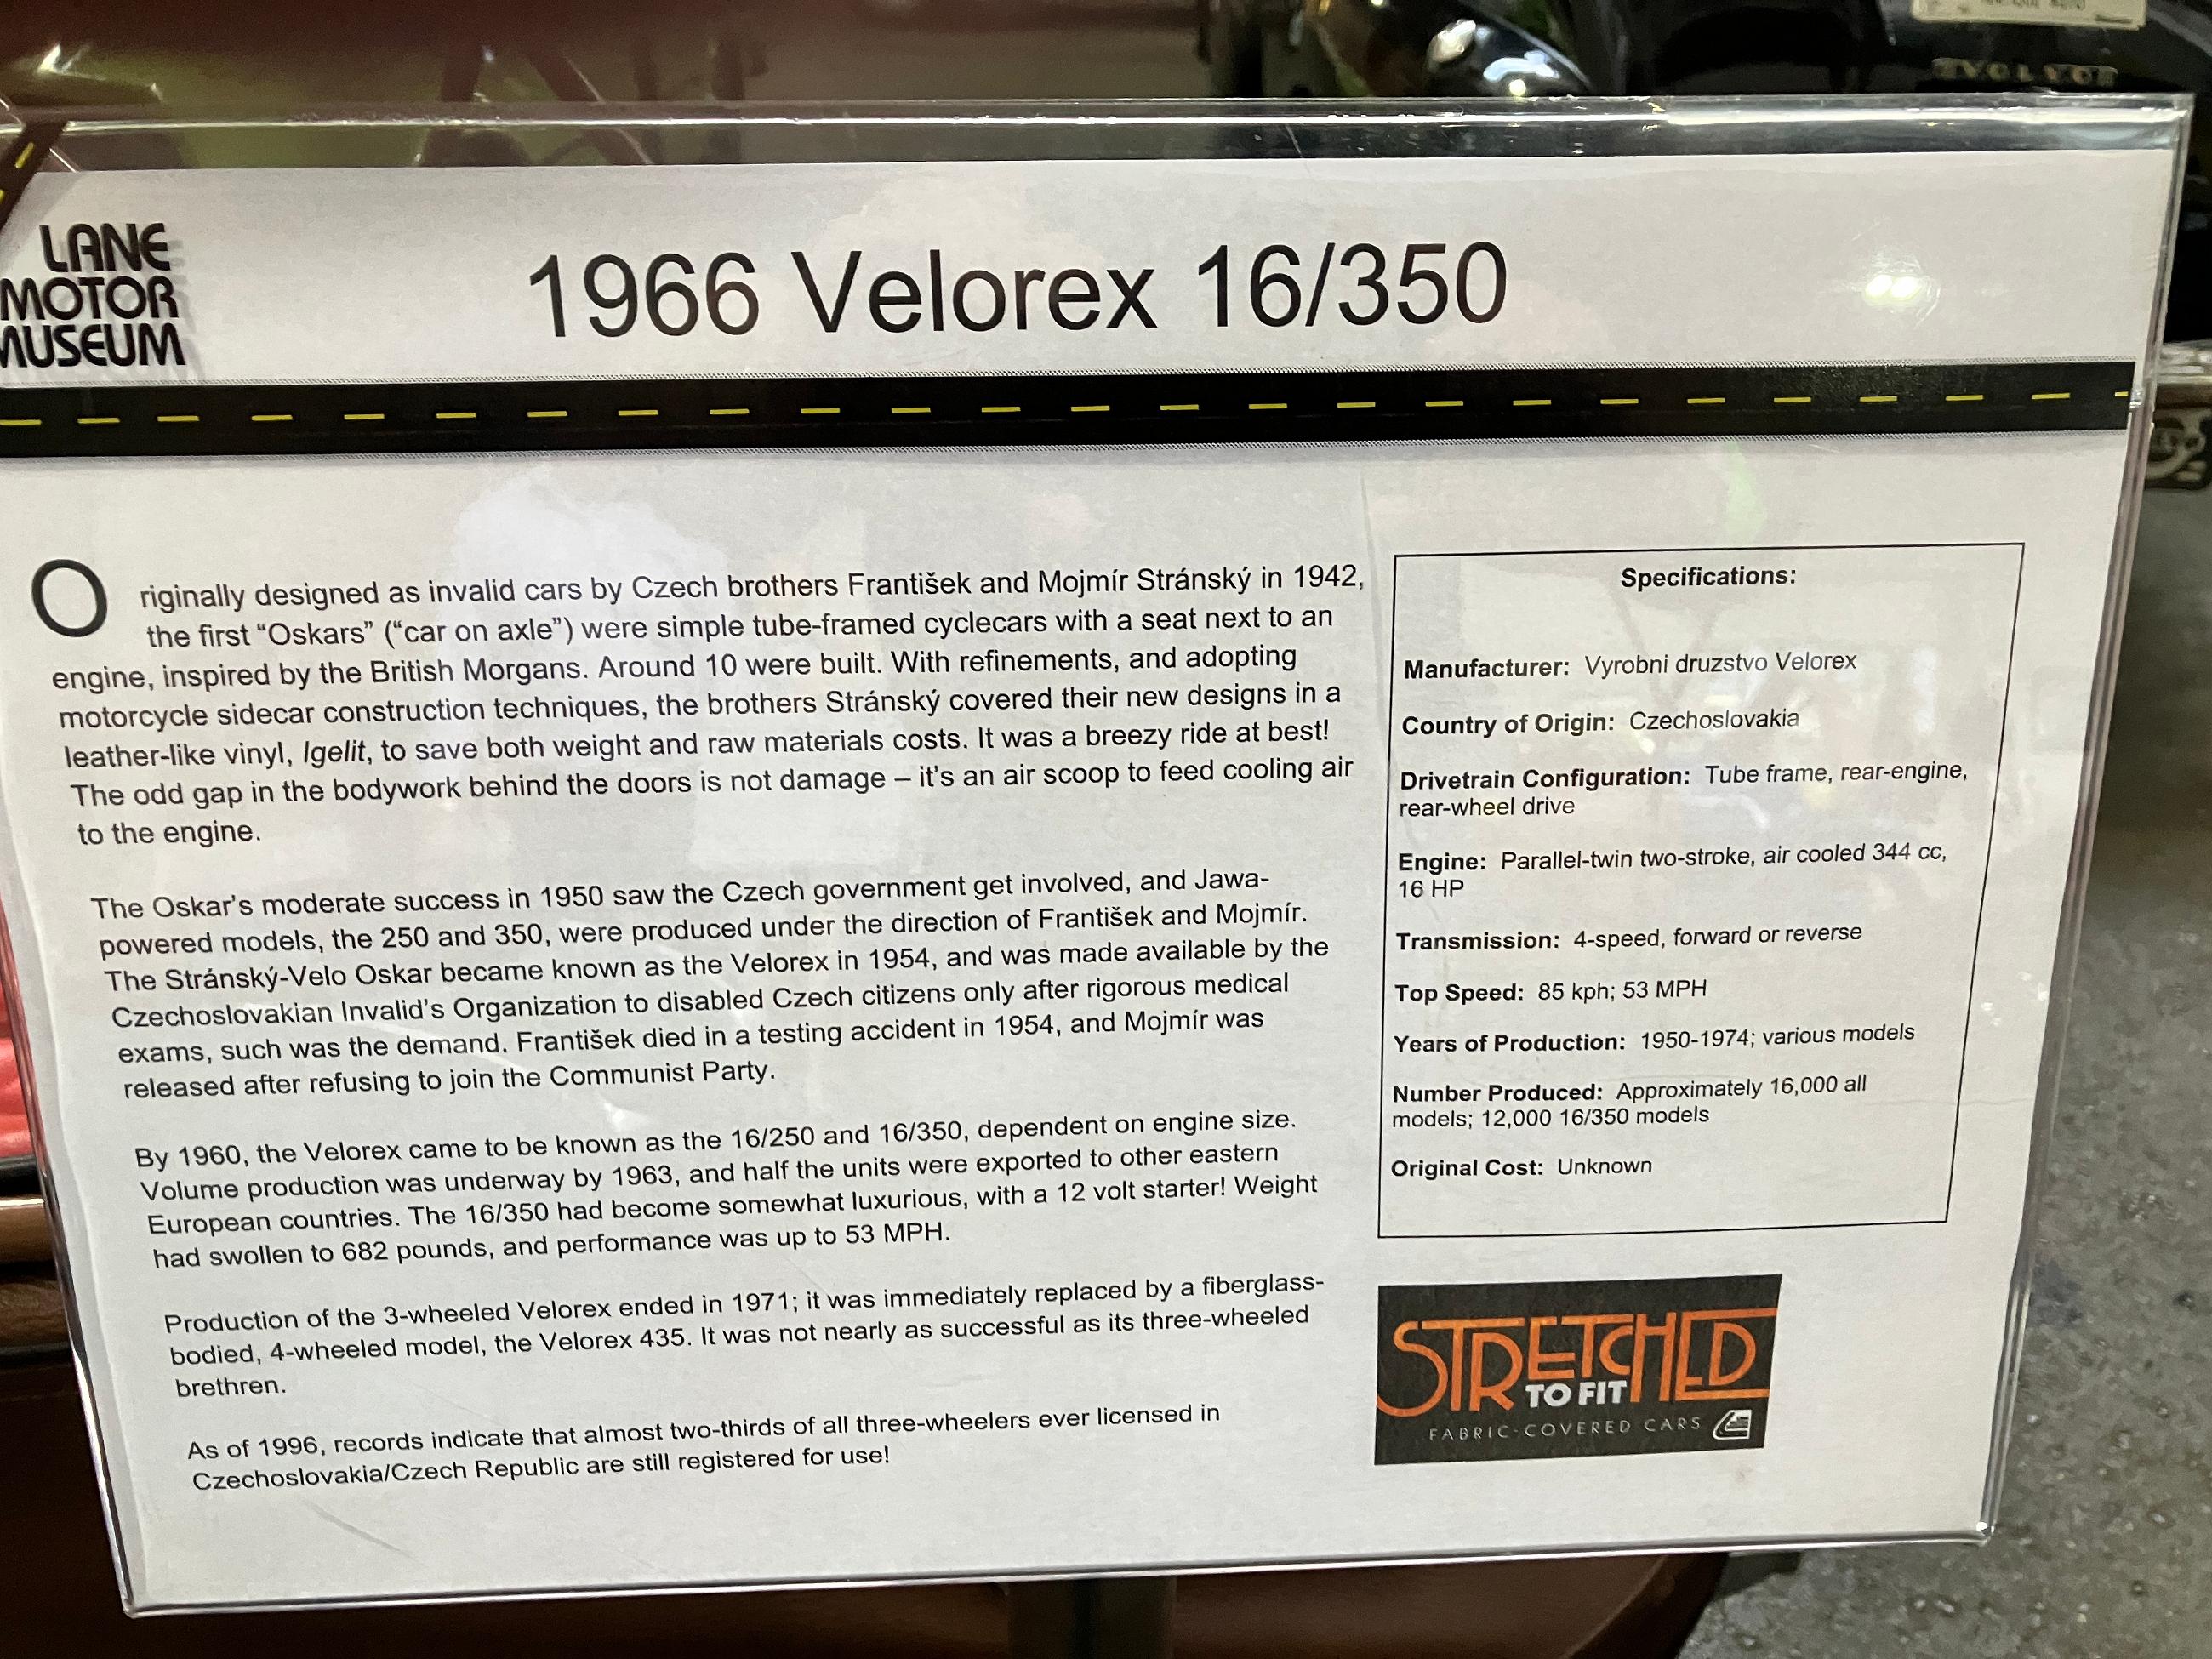 VOLVO
LANE
MOTOR
MUSEUM
1966 Velorex 16/350
Originally designed as invalid cars by Czech brothers František and Mojmír Stránský in 1942,
the first “Oskars” (“car on axle”) were simple tube-framed cyclecars with a seat next to an
engine, inspired by the British Morgans. Around 10 were built. With refinements, and adopting
motorcycle sidecar construction techniques, the brothers Stránský covered their new designs in a
leather-like vinyl, Igelit, to save both weight and raw materials costs. It was a breezy ride at best!
The odd gap in the bodywork behind the doors is not damage – it’s an air scoop to feed cooling air
to the engine.
The Oskar’s moderate success in 1950 saw the Czech government get involved, and Jawa-
powered models, the 250 and 350, were produced under the direction of František and Mojmír.
The Stránský-Velo Oskar became known as the Velorex in 1954, and was made available by the
Czechoslovakian Invalid’s Organization to disabled Czech citizens only after rigorous medical
exams, such was the demand. František died in a testing accident in 1954, and Mojmír was
released after refusing to join the Communist Party.
By 1960, the Velorex came to be known as the 16/250 and 16/350, dependent on engine size.
Volume production was underway by 1963, and half the units were exported to other eastern
European countries. The 16/350 had become somewhat luxurious, with a 12 volt starter! Weight
had swollen to 682 pounds, and performance was up to 53 MPH.
Production of the 3-wheeled Velorex ended in 1971; it was immediately replaced by a fiberglass-
bodied, 4-wheeled model, the Velorex 435. It was not nearly as successful as its three-wheeled
brethren.
As of 1996, records indicate that almost two-thirds of all three-wheelers ever licensed in
Czechoslovakia/Czech Republic are still registered for use!
Specifications:
Manufacturer: Vyrobni druzstvo Velorex
Country of Origin: Czechoslovakia
Drivetrain Configuration: Tube frame, rear-engine,
rear-wheel drive
Engine: Parallel-twin two-stroke, air cooled 344 cc,
16 HP
Transmission: 4-speed, forward or reverse
Top Speed: 85 kph; 53 MPH
Years of Production: 1950-1974; various models
Number Produced: Approximately 16,000 all
models; 12,000 16/350 models
Original Cost: Unknown
STRETCHED
TO FIT
FABRIC-COVERED CARS